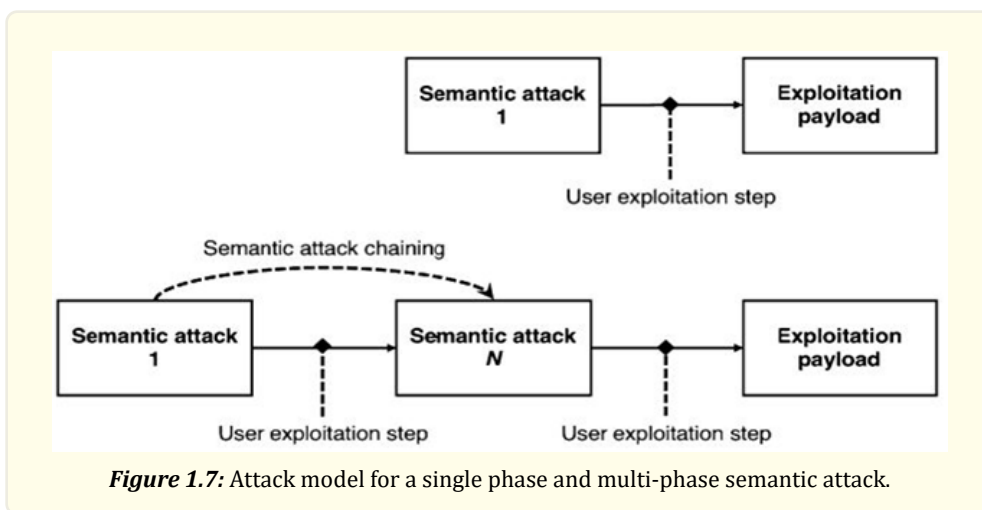 Semantic attack
1
Exploitation
payload
User exploitation step
Semantic attack chaining
Semantic attack
1
Semantic attack
N
Exploitation
payload
User exploitation step
User exploitation step
Figure 1.7: Attack model for a single phase and multi-phase semantic attack.